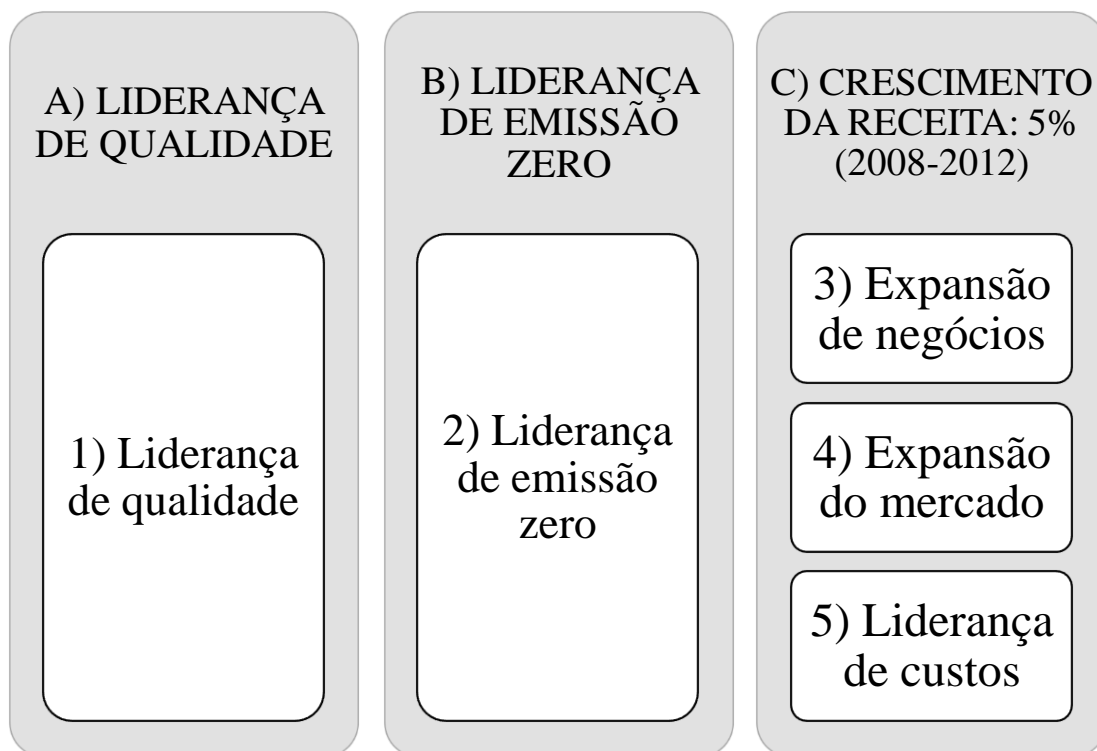 A) LIDERANÇA
DE QUALIDADE
1) Liderança
de qualidade
B) LIDERANÇA
DE EMISSÃO
ZERO
2) Liderança
de emissão
zero
C) CRESCIMENTO
DA RECEITA: 5%
(2008-2012)
3) Expansão
de negócios
4) Expansão
do mercado
5) Liderança
de custos